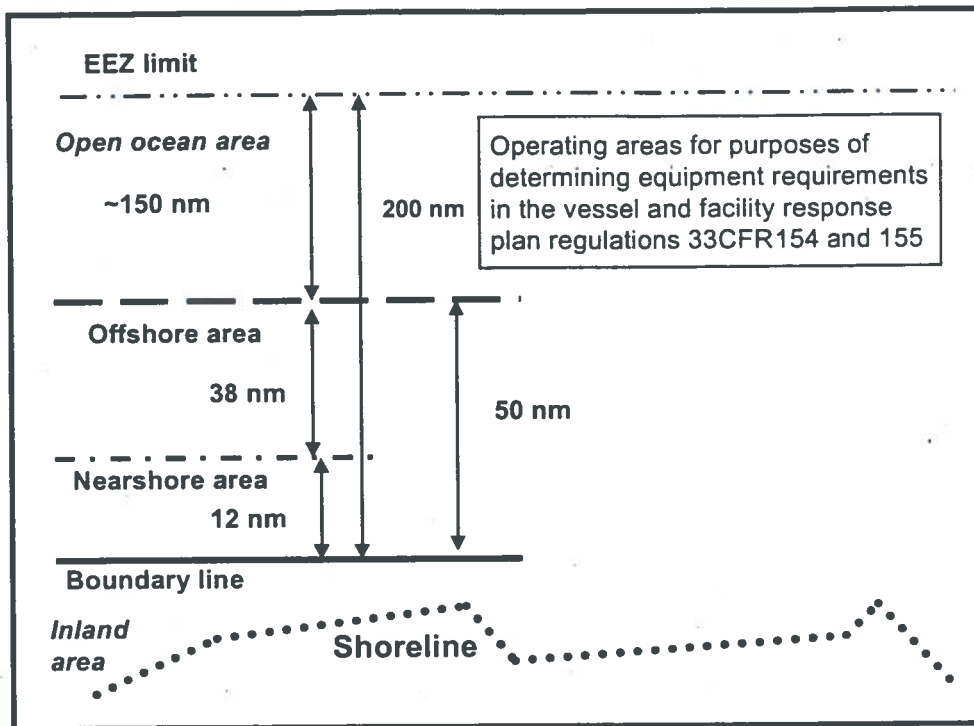 EEZ limit
Open ocean area
~150 nm
200 nm
Operating areas for purposes of
determining equipment requirements
in the vessel and facility response
plan regulations 33CFR154 and 155
Offshore area
38 nm
50 nm
Nearshore area
12 nm
Boundary line
Inland
area
Shoreline